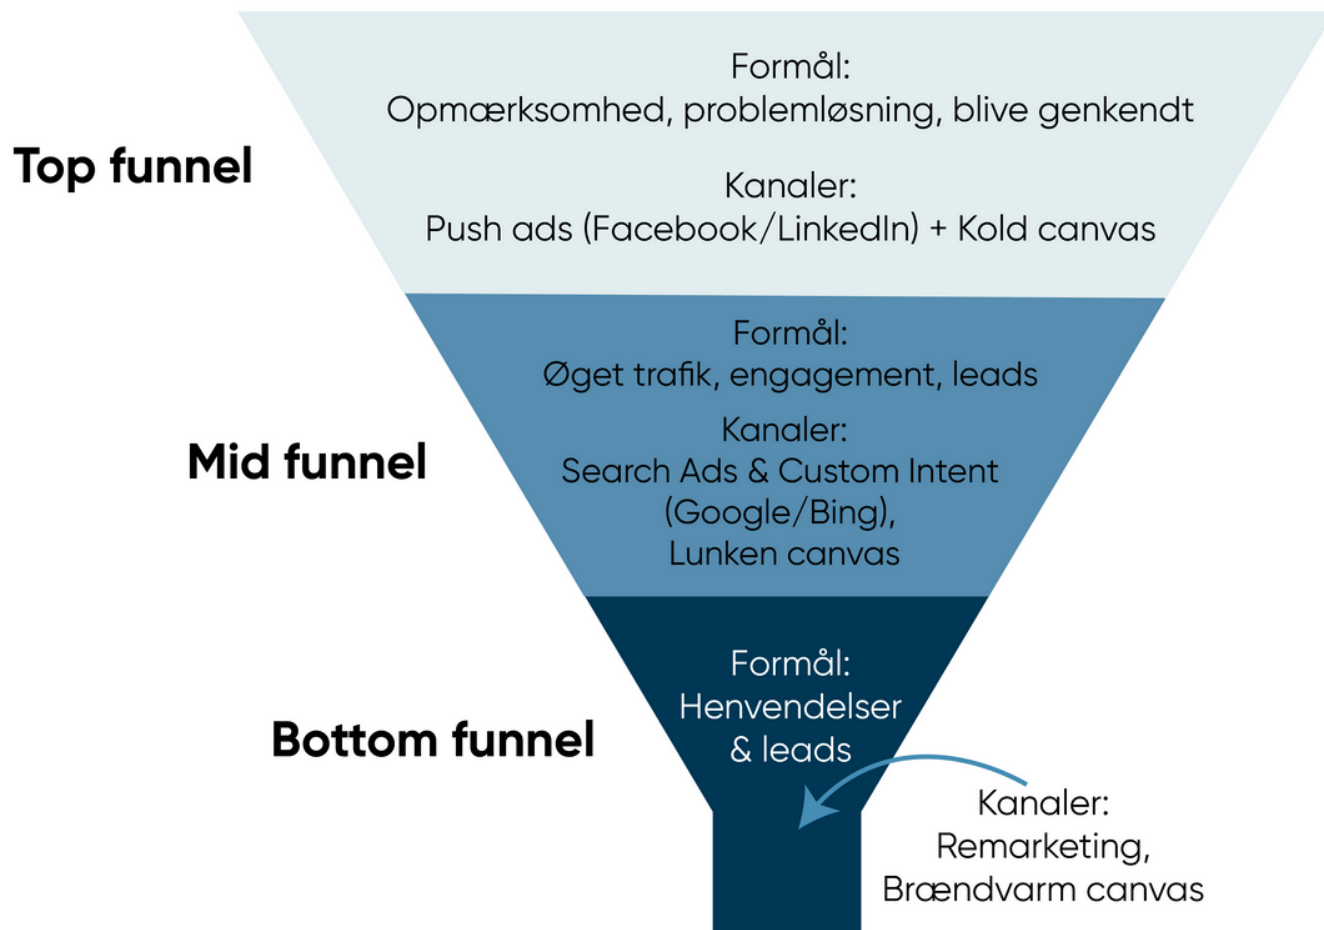 Formål:
Opmærksomhed, problemløsning, blive genkendt
Top funnel
Kanaler:
Push ads (Facebook/LinkedIn) + Kold canvas
Formål:
Øget trafik, engagement, leads
Kanaler:
Mid funnel
Search Ads & Custom Intent
(Google/Bing),
Lunken canvas
Formål:
Henvendelser
& leads
Bottom funnel
Kanaler:
Remarketing,
Brændvarm canvas